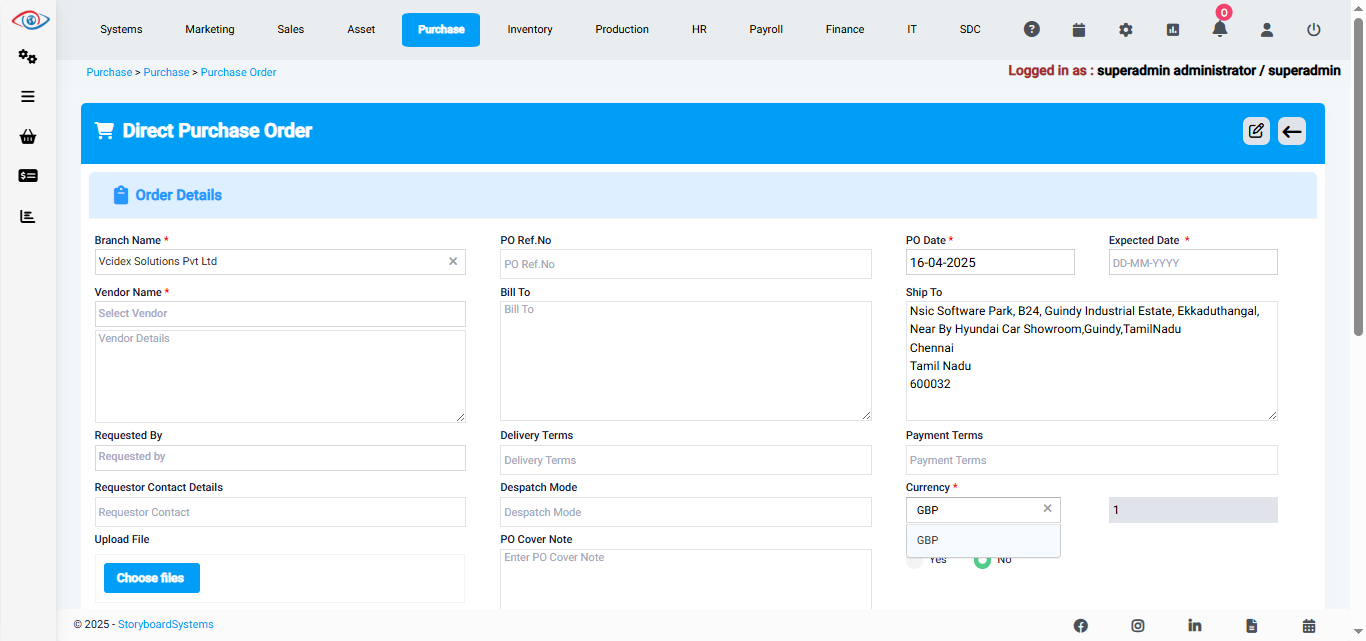 Systems Marketing Sales Asset Purchase Inventory Production HR Payroll Finance IT SDC 0
Purchase > Purchase > Purchase Order
Logged in as : superadmin administrator / superadmin
Direct Purchase Order
Order Details
Branch Name *
Vcidex Solutions Pvt Ltd
PO Ref.No
PO Ref.No
PO Date *
16-04-2025
Expected Date *
DD-MM-YYYY
Vendor Name *
Select Vendor
Vendor Details
Bill To
Bill To
Ship To
Nsic Software Park, B24, Guindy Industrial Estate, Ekkaduthangal,
Near By Hyundai Car Showroom,Guindy,TamilNadu
Chennai
Tamil Nadu
600032
Requested By
Requested by
Delivery Terms
Delivery Terms
Payment Terms
Payment Terms
Requestor Contact Details
Requestor Contact
Despatch Mode
Despatch Mode
Currency *
GBP
1
GBP
Yes No
Upload File
Choose files
PO Cover Note
Enter PO Cover Note
© 2025 - StoryboardSystems